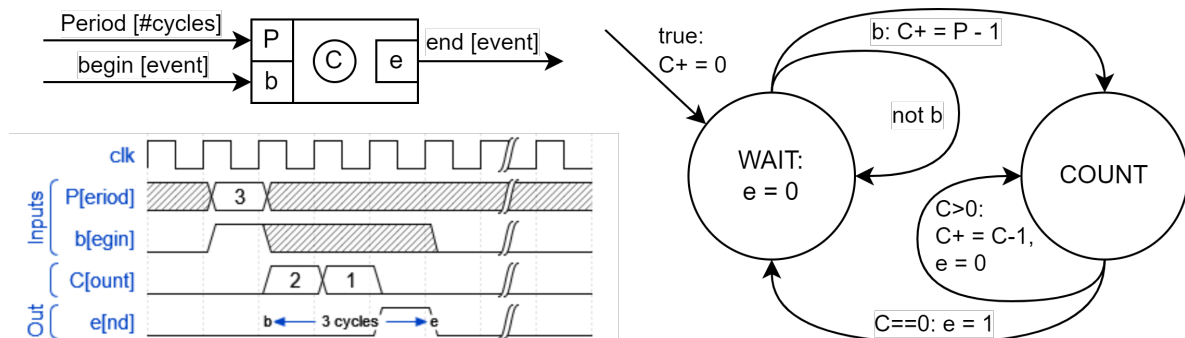 Period [#cycles]
begin [event]
P
b
C
e
end [event]
clk
Inputs
P[eriod]
3
b[egin]
C[ount]
2
1
Out
e[nd]
b
3 cycles
e
true:
C+ = 0
b: C+ = P - 1
not b
WAIT:
e = 0
COUNT
C>0:
C+ = C-1,
e = 0
C==0: e = 1